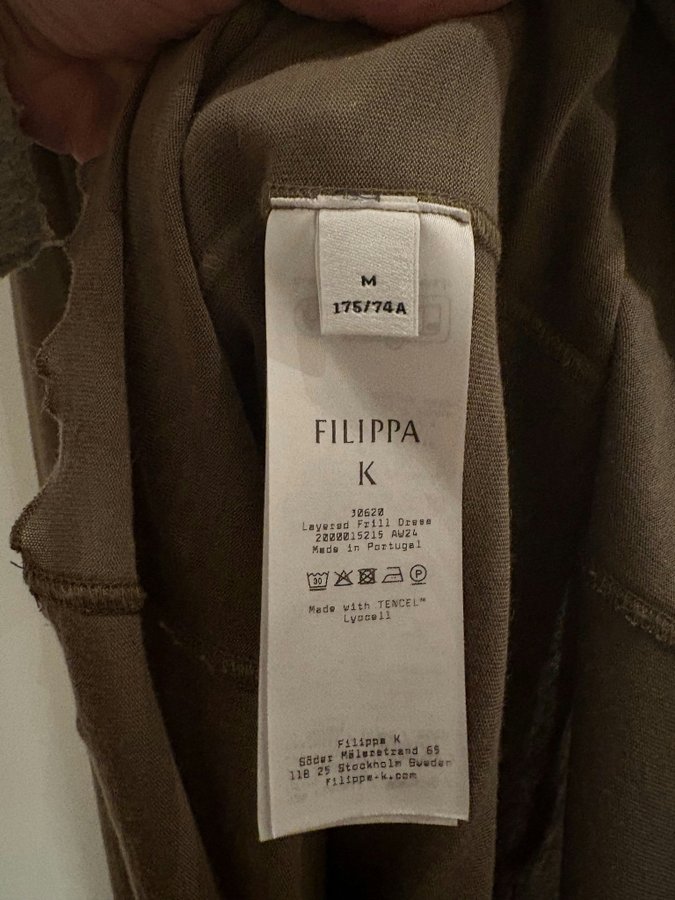 M
175/74A
FILIPPA
K
30620
Layered Frill Dress
2000015215 AW24
Made in Portugal
30
P
Made with TENCEL™
Lyocell
Filippa K
Söder Mälarstrand 65
118 25 Stockholm Sweden
Filippa-k.com